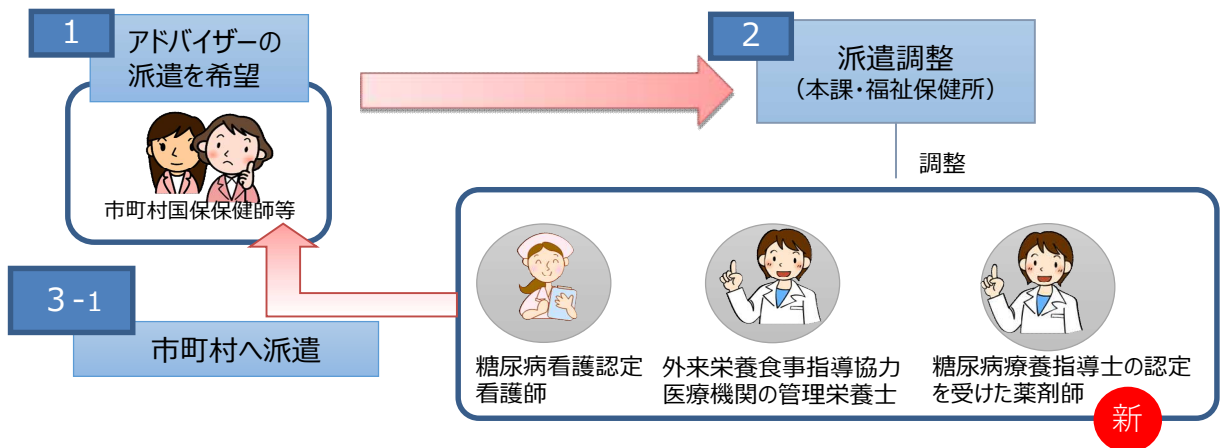 1
アドバイザーの
派遣を希望
市町村国保保健師等
2
派遣調整
（本課・福祉保健所）
調整
3-1
市町村へ派遣
糖尿病看護認定
看護師
外来栄養食事指導協力
医療機関の管理栄養士
糖尿病療養指導士の認定
を受けた薬剤師
新